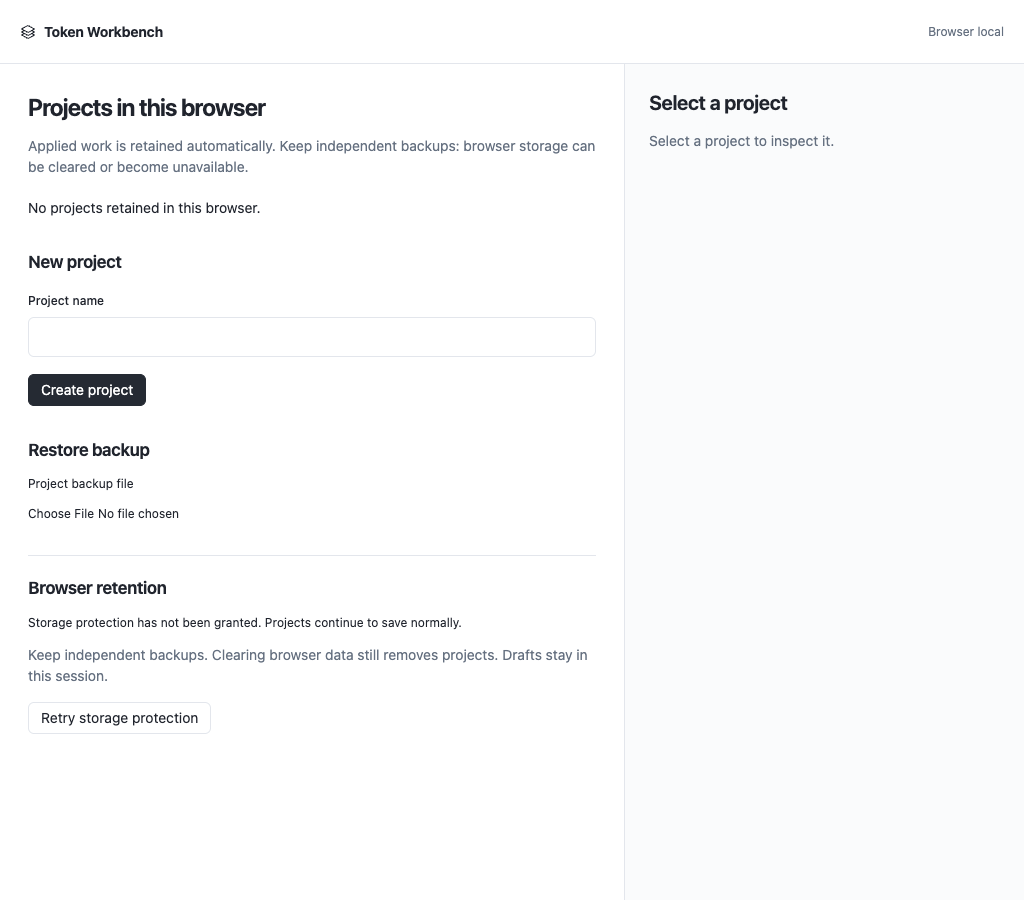 Token Workbench
Browser local
Projects in this browser
Applied work is retained automatically. Keep independent backups: browser storage can
be cleared or become unavailable.
No projects retained in this browser.
New project
Project name
Create project
Restore backup
Project backup file
Choose File No file chosen
Browser retention
Storage protection has not been granted. Projects continue to save normally.
Keep independent backups. Clearing browser data still removes projects. Drafts stay in
this session.
Retry storage protection
Select a project
Select a project to inspect it.